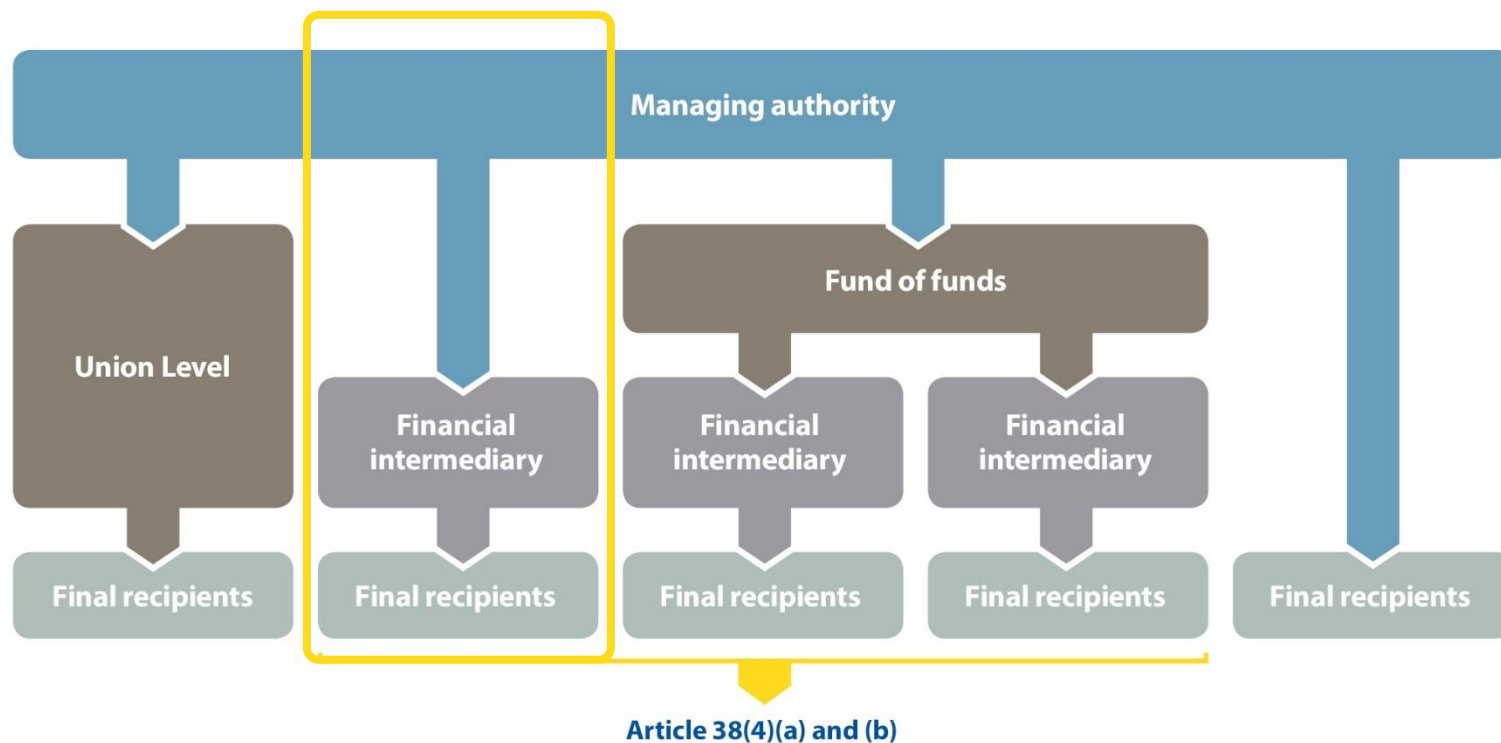 Managing authority
Fund of funds
Union Level
Financial
intermediary
Financial
intermediary
Financial
intermediary
Final recipients
Final recipients
Final recipients
Final recipients
Final recipients
Article 38(4)(a) and (b)